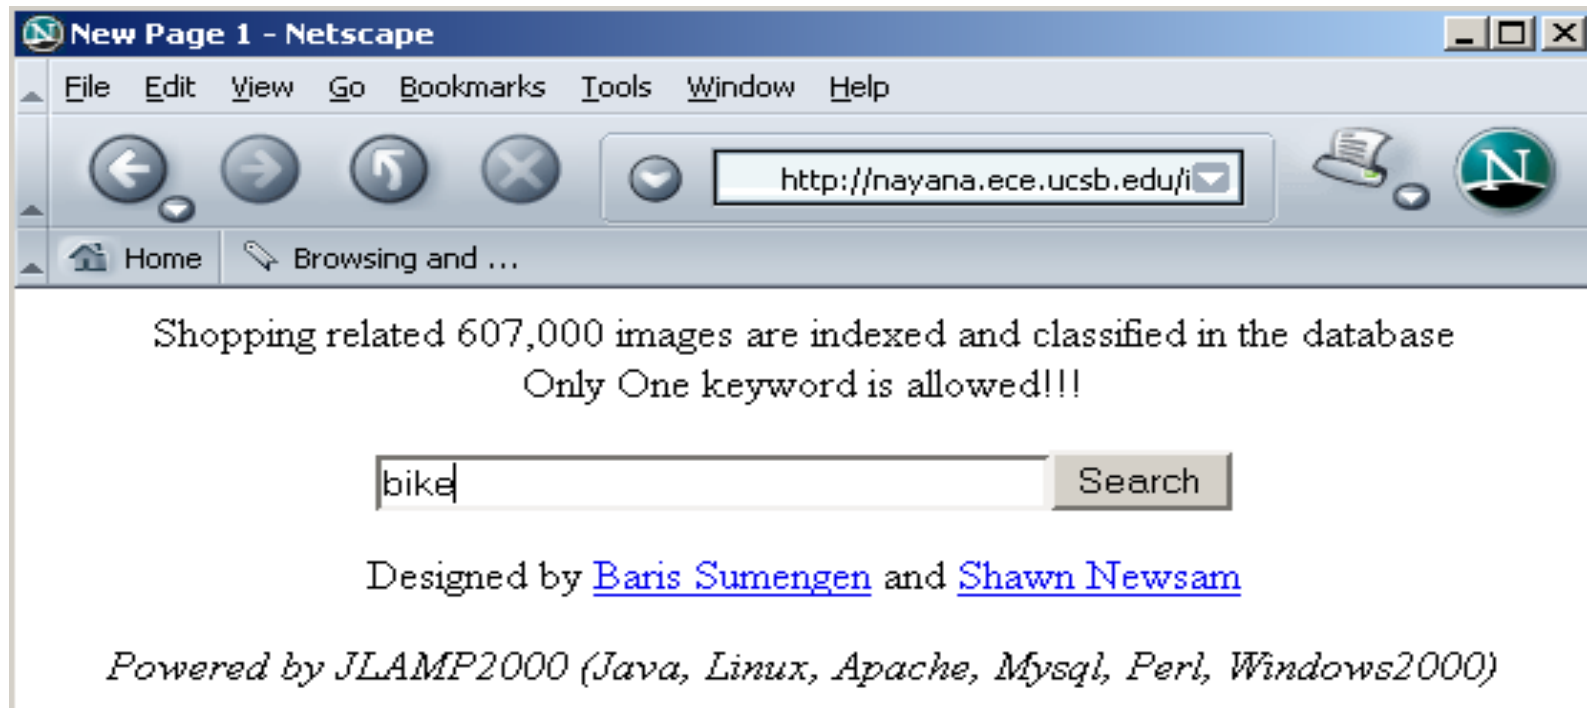 New Page 1 - Netscape
File Edit View Go Bookmarks Tools Window Help
http://nayana.ece.ucsb.edu/i
N
Home Browsing and ...
Shopping related 607,000 images are indexed and classified in the database
Only One keyword is allowed!!!
bike Search
Designed by Baris Sumengen and Shawn Newsam
Powered by JLAMP2000 (Java, Linux, Apache, Mysql, Perl, Windows2000)